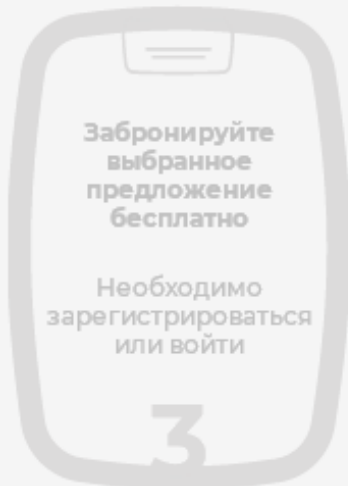 Забронируйте
выбранное
предложение
бесплатно
Необходимо
зарегистрироваться
или войти
3